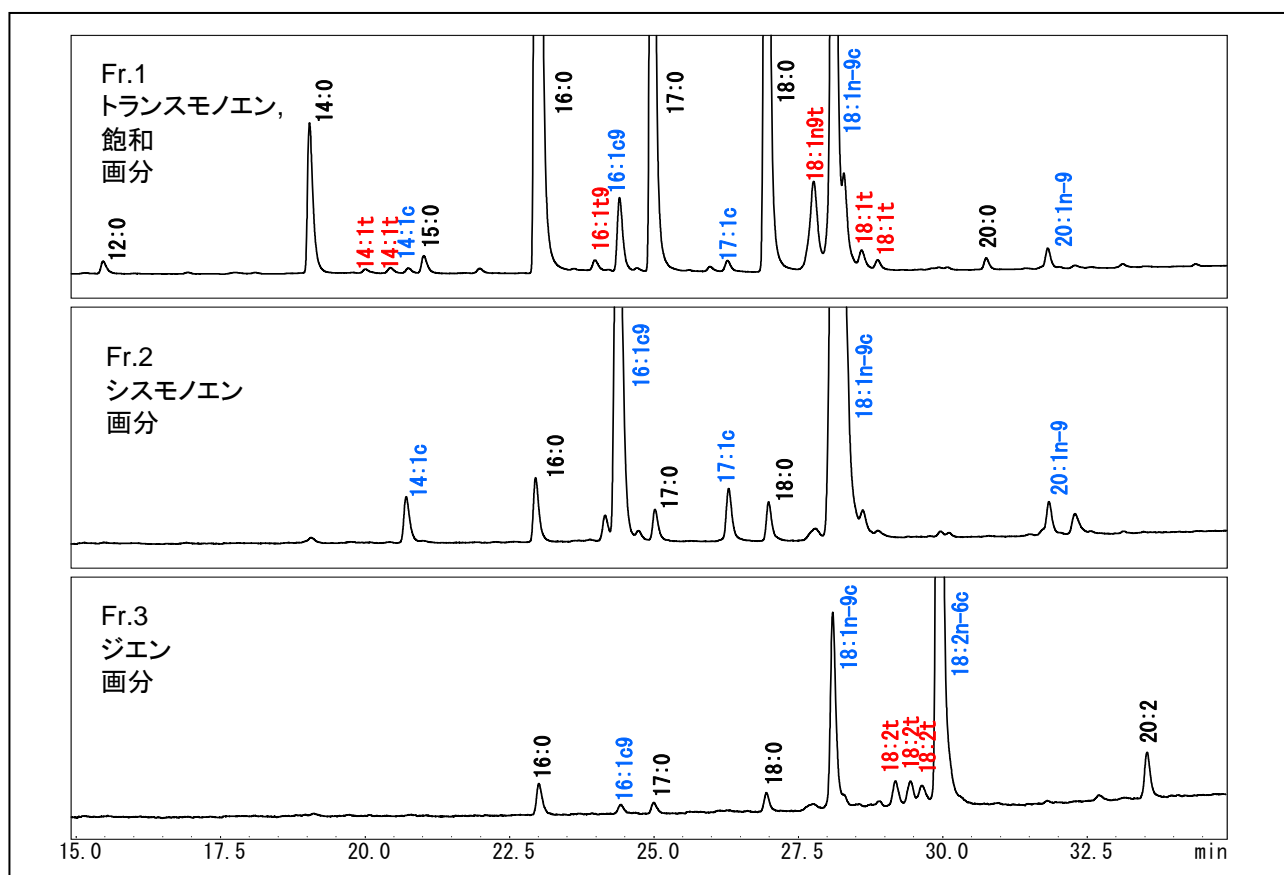 Fr.1
トランスモノエン,
飽和
画分
12:0
14:0
14:1t
14:1t
14:1c
15:0
16:0
16:1t9
16:1c9
17:0
17:1c
18:0
18:1n9t
18:1n-9c
18:1t
18:1t
20:0
20:1n-9
Fr.2
シスモノエン
画分
14:1c
16:0
16:1c9
17:0
17:1c
18:0
18:1n-9c
20:1n-9
Fr.3
ジエン
画分
16:0
16:1c9
17:0
18:0
18:1n-9c
18:2t
18:2t
18:2t
18:2n-6c
20:2
15.0 17.5 20.0 22.5 25.0 27.5 30.0 32.5 min